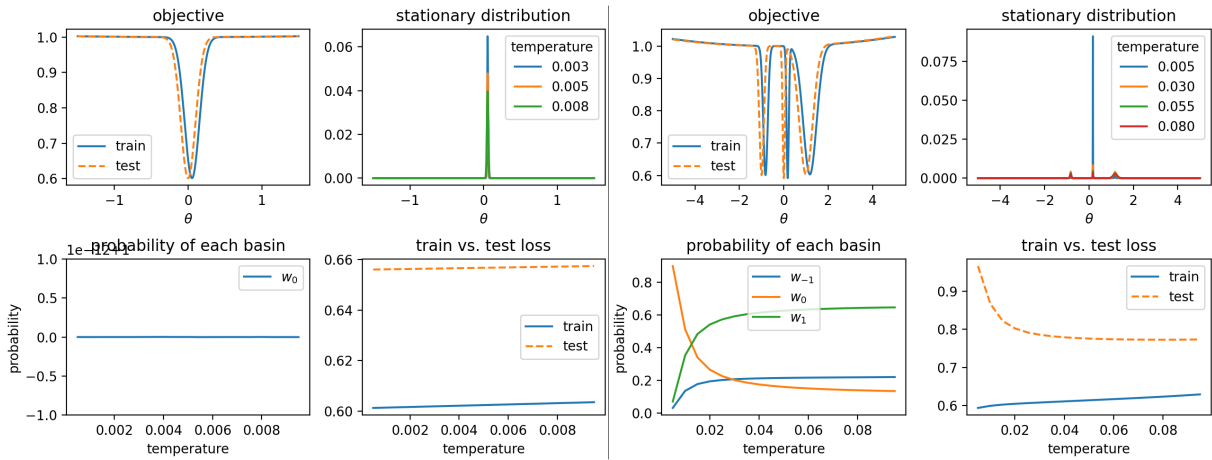 objective
1.0
0.9
0.8
0.7
0.6
train
test
−1
0
1
θ
stationary distribution
0.06
0.04
0.02
0.00
temperature
0.003
0.005
0.008
−1
0
1
θ
objective
1.0
0.9
0.8
0.7
0.6
train
test
−4
−2
0
2
4
θ
stationary distribution
0.075
0.050
0.025
0.000
temperature
0.005
0.030
0.055
0.080
−4
−2
0
2
4
θ
probability of each basin
1e−12+1
1.0
0.5
0.0
−0.5
−1.0
probability
w₀
0.002
0.004
0.006
0.008
temperature
train vs. test loss
0.66
0.64
0.62
0.60
train
test
0.002
0.004
0.006
0.008
temperature
probability of each basin
0.8
0.6
0.4
0.2
0.0
probability
w₋₁
w₀
w₁
0.02
0.04
0.06
0.08
temperature
train vs. test loss
0.9
0.8
0.7
0.6
train
test
0.02
0.04
0.06
0.08
temperature